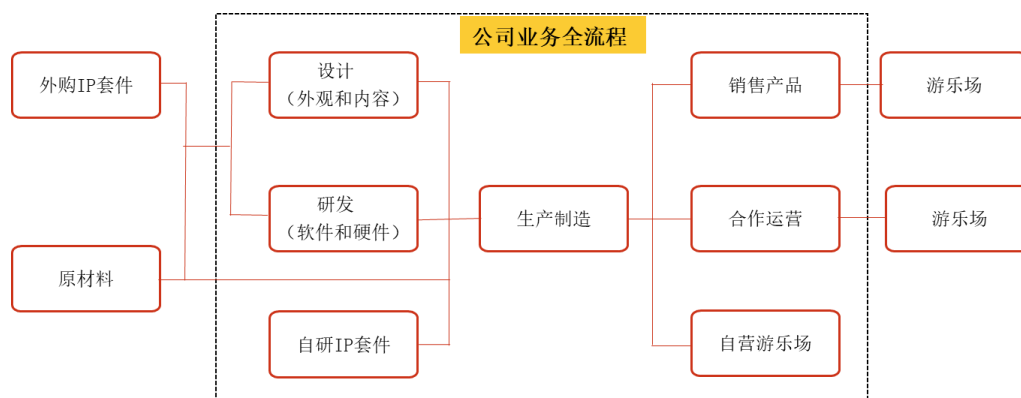 公司业务全流程
外购IP套件
设计
（外观和内容）
销售产品
游乐场
研发
（软件和硬件）
生产制造
合作运营
游乐场
原材料
自研IP套件
自营游乐场